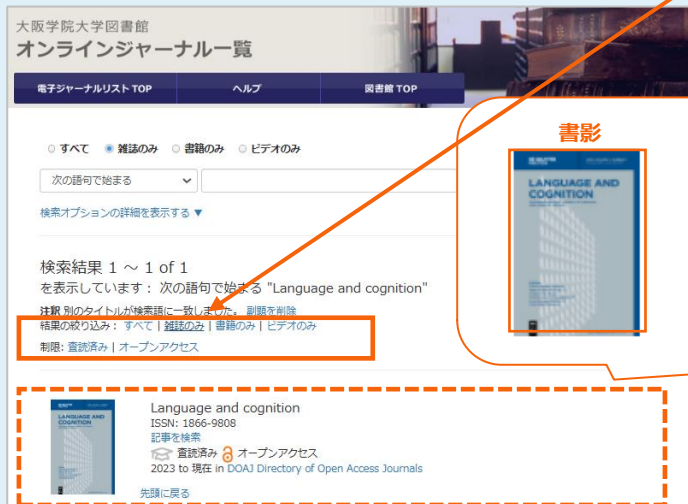 大阪学院大学図書館
オンラインジャーナル一覧
電子ジャーナルリスト TOP ヘルプ 図書館 TOP
すべて 雑誌のみ 書籍のみ ビデオのみ
次の語句で始まる
検索オプションの詳細を表示する ▼
書影
LANGUAGE AND
COGNITION
検索結果 1 ～ 1 of 1
を表示しています： 次の語句で始まる "Language and cognition"
注釈 別のタイトルが検索語に一致しました。 副題を削除
結果の絞り込み： すべて | 雑誌のみ | 書籍のみ | ビデオのみ
制限: 査読済み | オープンアクセス
LANGUAGE AND
COGNITION
Language and cognition
ISSN: 1866-9808
記事を検索
査読済み オープンアクセス
2023 to 現在 in DOAJ Directory of Open Access Journals
先頭に戻る